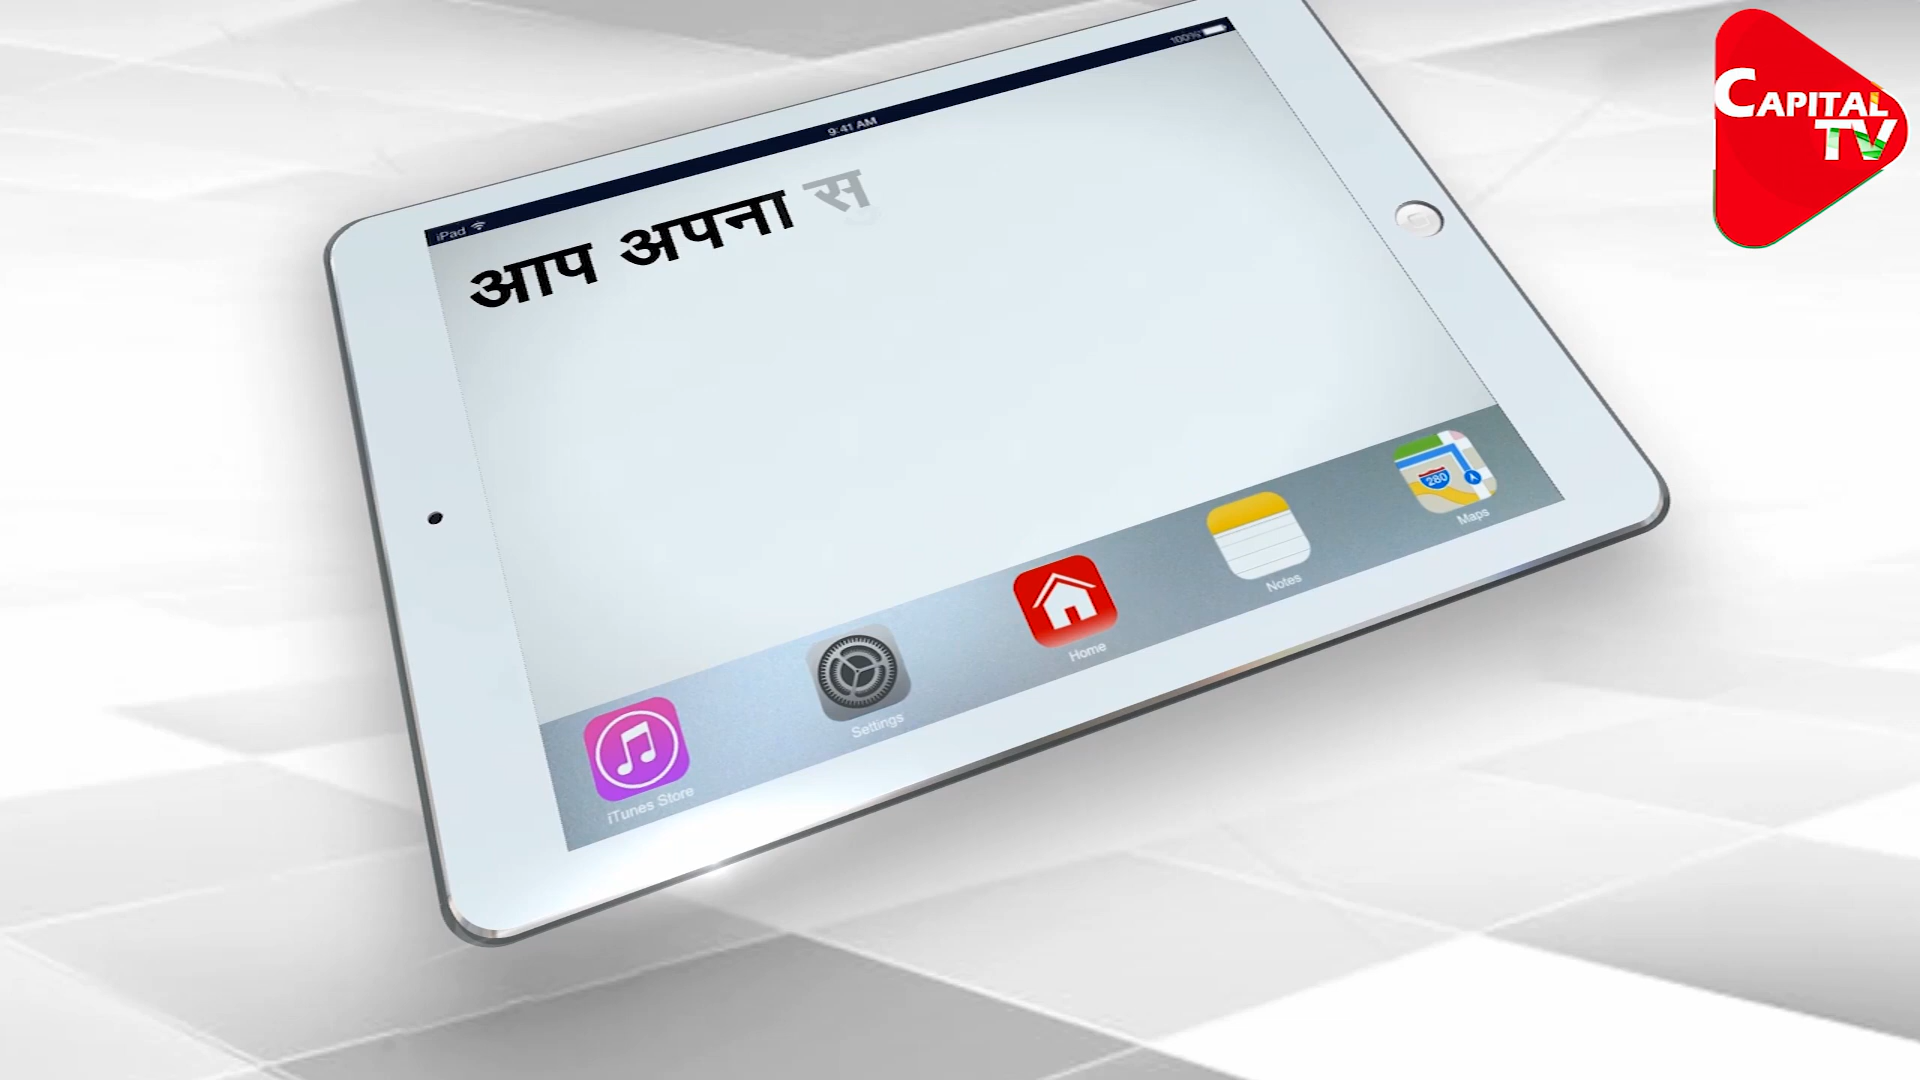 CAPITAL
TV
100%
9:41 AM
iPad
आप अपना सु
280
Maps
Notes
Home
Settings
iTunes Store